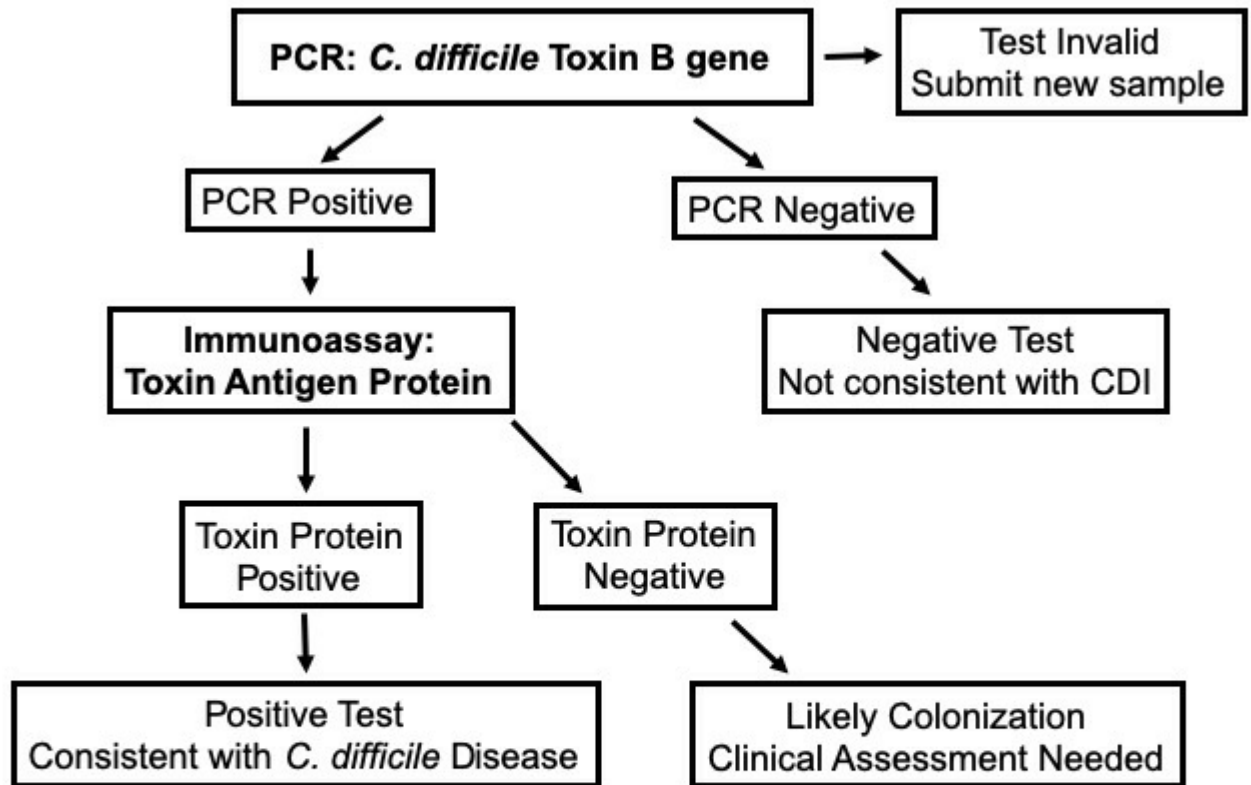 PCR: C. difficile Toxin B gene
Test Invalid
Submit new sample
PCR Positive
PCR Negative
Immunoassay:
Toxin Antigen Protein
Negative Test
Not consistent with CDI
Toxin Protein
Positive
Toxin Protein
Negative
Positive Test
Consistent with C. difficile Disease
Likely Colonization
Clinical Assessment Needed